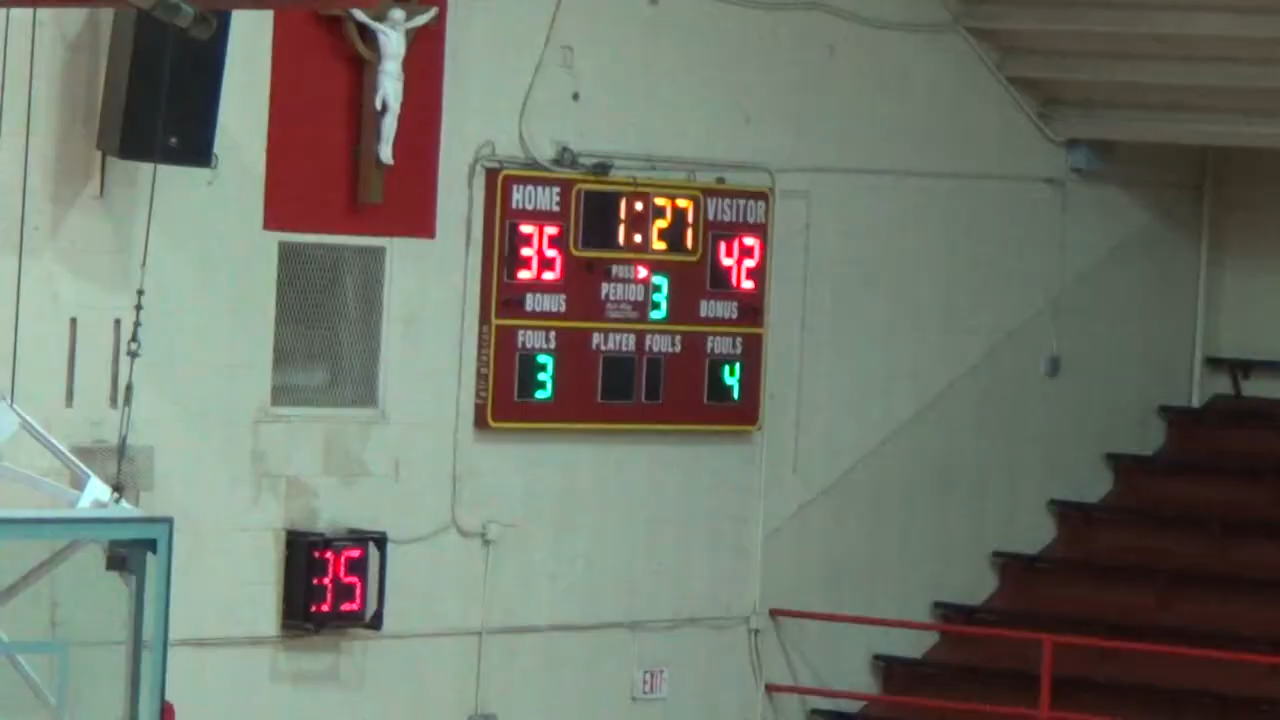 HOME 1:27 VISITOR
35 42
POSS
PERIOD 3
BONUS BONUS
FOULS PLAYER FOULS FOULS
3 4
35
EXIT